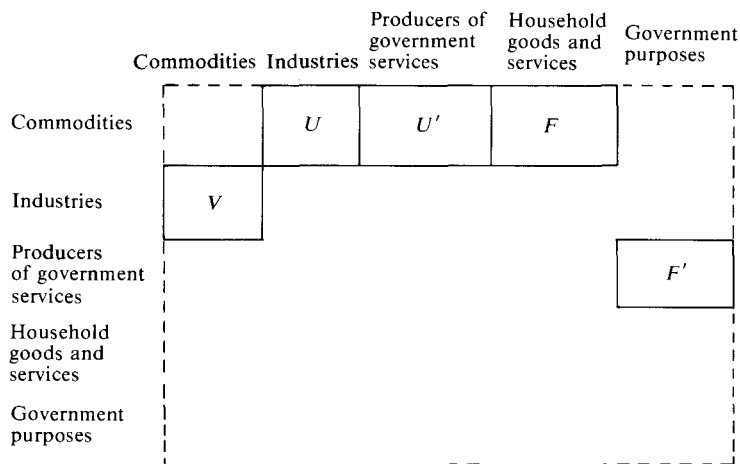 Commodities
Industries
Producers of
government
services
Household
goods and
services
Government
purposes
Commodities
U
U'
F
Industries
V
Producers
of government
services
F'
Household
goods and
services
Government
purposes